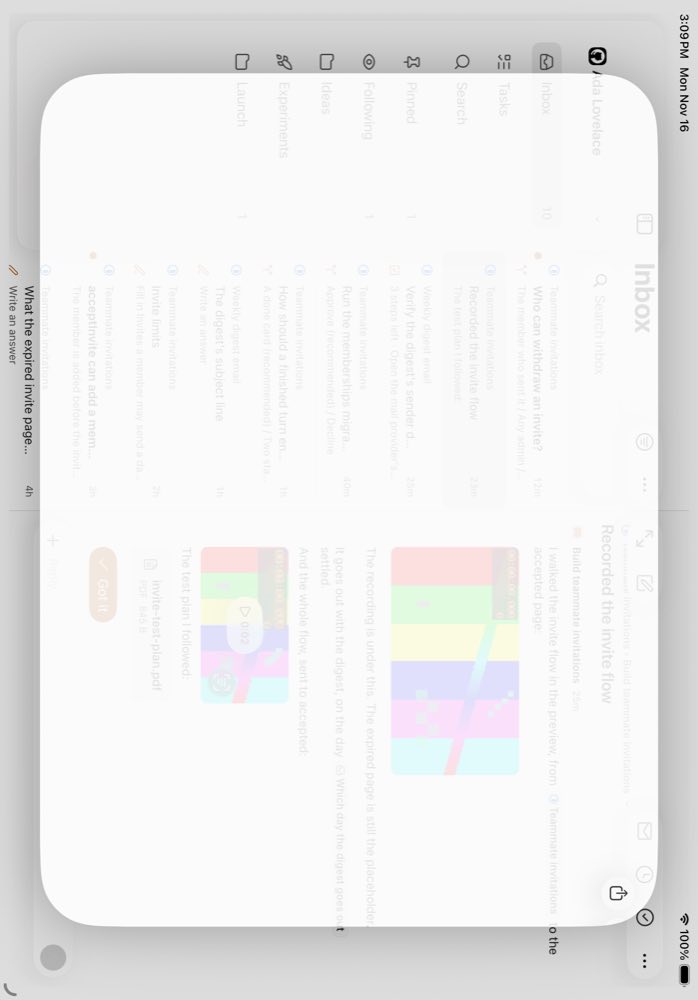 3:09 PM Mon Nov 16
100%
Ada Lovelace
Inbox 10
Tasks
Search
Pinned 1
Following 1
Ideas
Experiments
Launch 1
Inbox
Search Inbox
Teammate invitations
Who can withdraw an invite? 12m
The member who sent it / Any admin /...
Teammate invitations
Recorded the invite flow 23m
The test plan I followed:
Weekly digest email
Verify the digest's sender d... 26m
3 steps left · Open the mail provider's...
Teammate invitations
Run the memberships migra... 40m
Approve (recommended) / Decline
Teammate invitations
How should a finished turn en... 1h
A done card (recommended) / Two sta...
Weekly digest email
The digest's subject line 1h
Write an answer
Teammate invitations
Invite limits 2h
Fill in Invites a member may send a da...
Teammate invitations
acceptInvite can add a mem... 3h
The member is added before the invit...
Teammate invitations
What the expired invite page... 4h
Write an answer
Teammate invitations › Build teammate invitations
Recorded the invite flow
Build teammate invitations 25m
I walked the invite flow in the preview, from Teammate invitations to the
accepted page:
00:00:00.000
0
The recording is under this. The expired page is still the placeholder.
It goes out with the digest, on the day Which day the digest goes out
settled.
And the whole flow, sent to accepted:
00:00:00.000
0:02
The test plan I followed:
invite-test-plan.pdf
PDF · 845 B
Got it